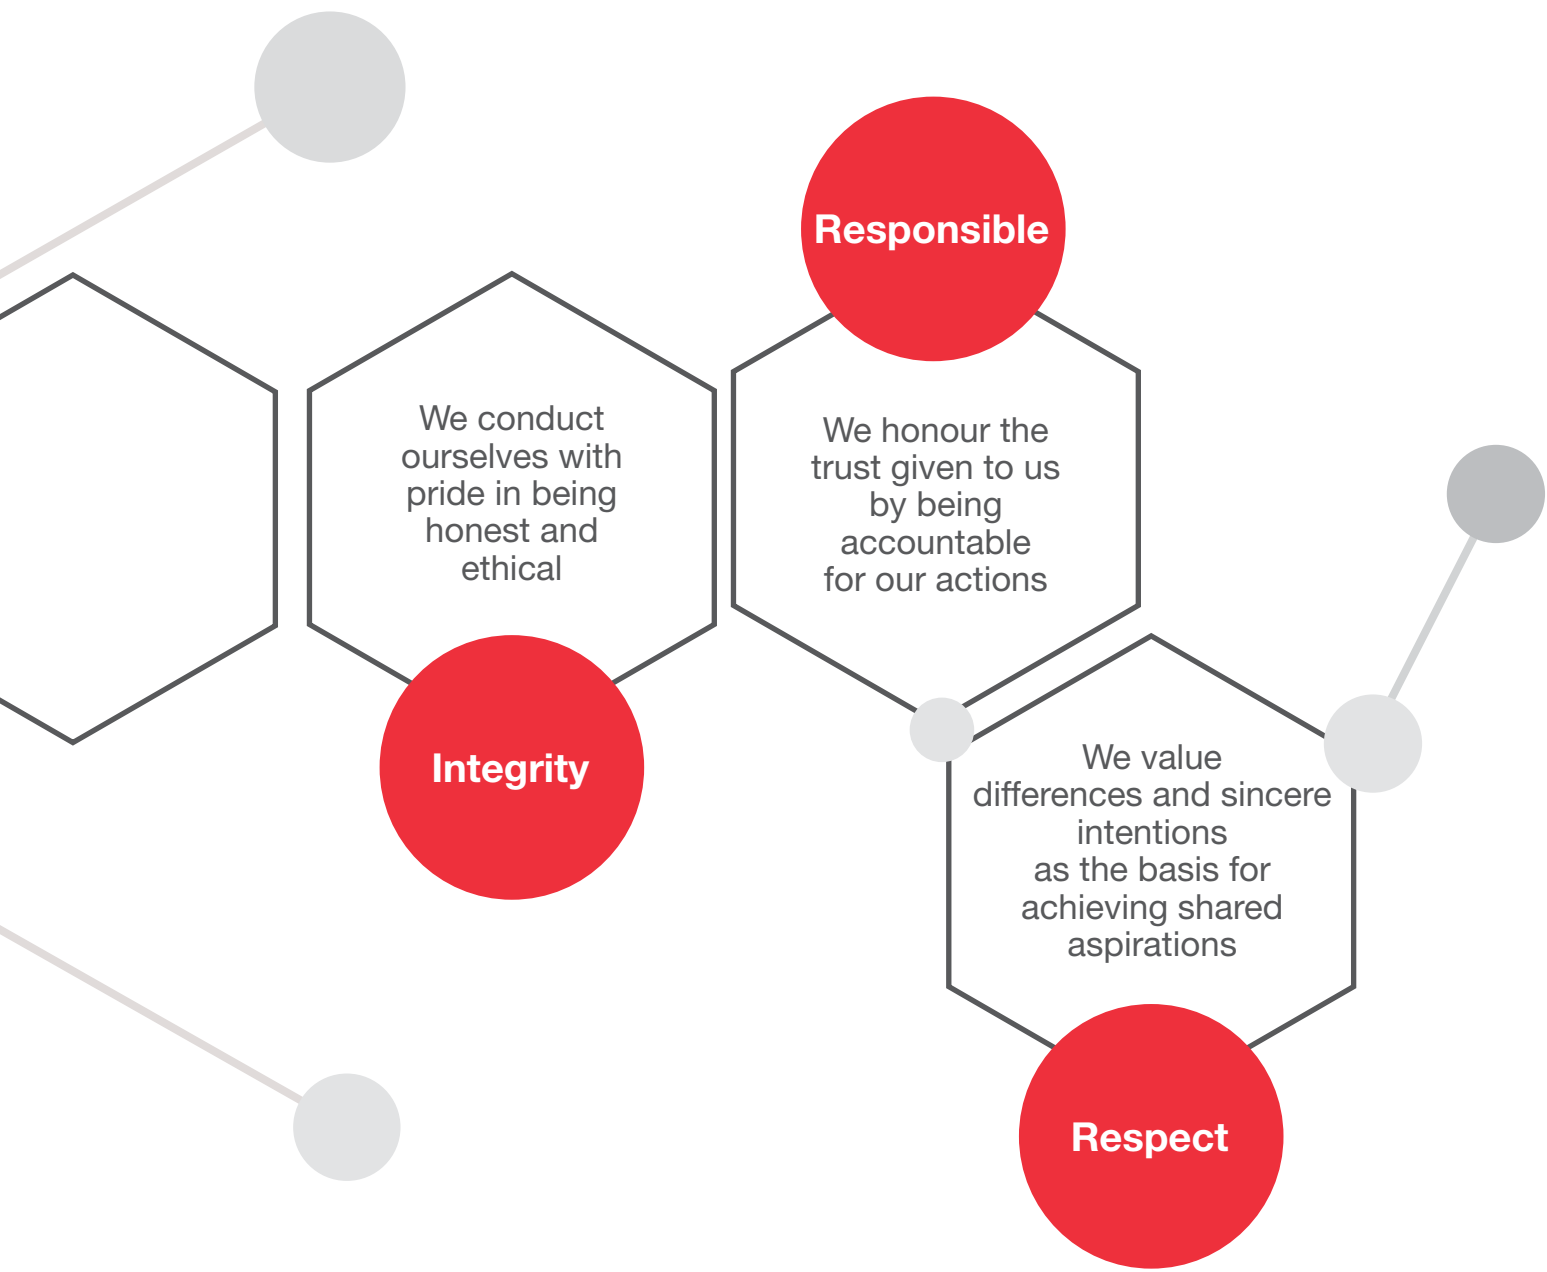 We conduct
ourselves with
pride in being
honest and
ethical
Integrity
Responsible
We honour the
trust given to us
by being
accountable
for our actions
We value
differences and sincere
intentions
as the basis for
achieving shared
aspirations
Respect